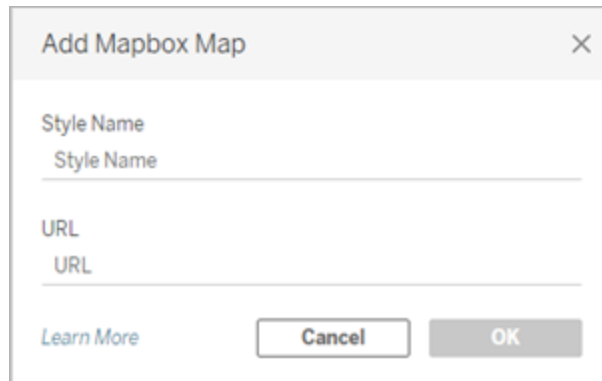 Add Mapbox Map
Style Name
Style Name
URL
URL
Learn More Cancel OK